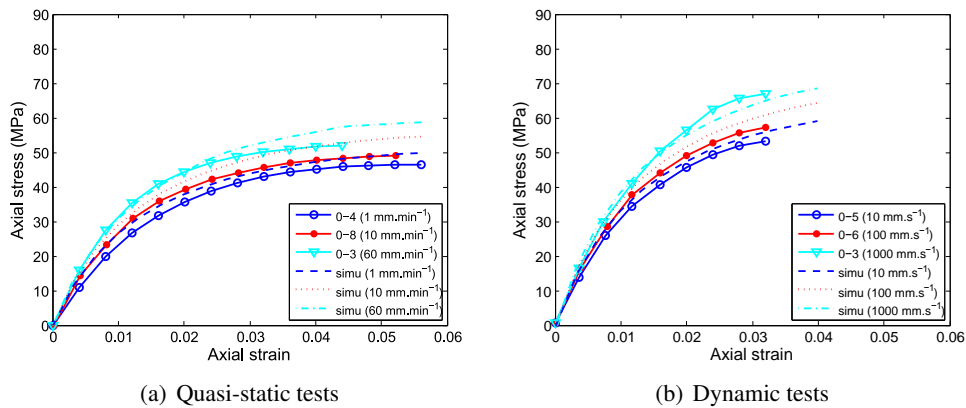 90
80
70
60
50
40
30
20
10
0
Axial stress (MPa)
0 0.01 0.02 0.03 0.04 0.05 0.06
Axial strain
0−4 (1 mm.min⁻¹)
0−8 (10 mm.min⁻¹)
0−3 (60 mm.min⁻¹)
simu (1 mm.min⁻¹)
simu (10 mm.min⁻¹)
simu (60 mm.min⁻¹)
(a) Quasi-static tests
90
80
70
60
50
40
30
20
10
0
Axial stress (MPa)
0 0.01 0.02 0.03 0.04 0.05 0.06
Axial strain
0−5 (10 mm.s⁻¹)
0−6 (100 mm.s⁻¹)
0−3 (1000 mm.s⁻¹)
simu (10 mm.s⁻¹)
simu (100 mm.s⁻¹)
simu (1000 mm.s⁻¹)
(b) Dynamic tests